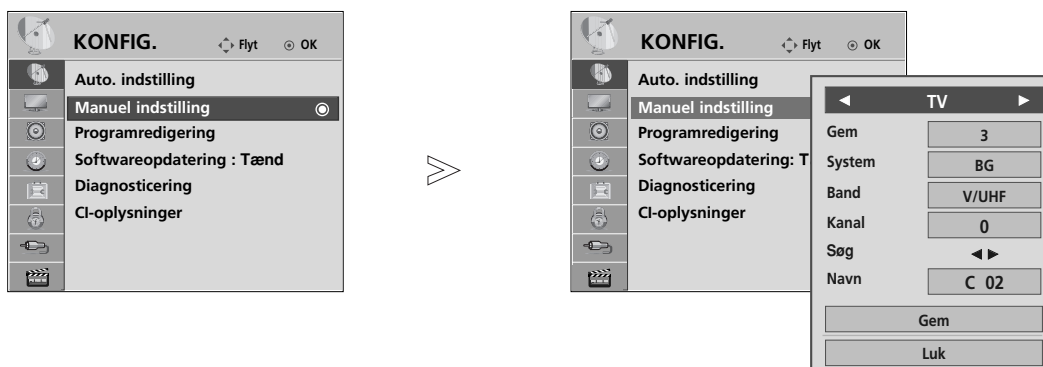 KONFIG. Flyt OK
Auto. indstilling
Manuel indstilling
Programredigering
Softwareopdatering : Tænd
Diagnosticering
CI-oplysninger
KONFIG. Flyt OK
Auto. indstilling
Manuel indstilling
Programredigering
Softwareopdatering: T
Diagnosticering
CI-oplysninger
◄ TV ►
Gem 3
System BG
Band V/UHF
Kanal 0
Søg ◄ ►
Navn C 02
Gem
Luk